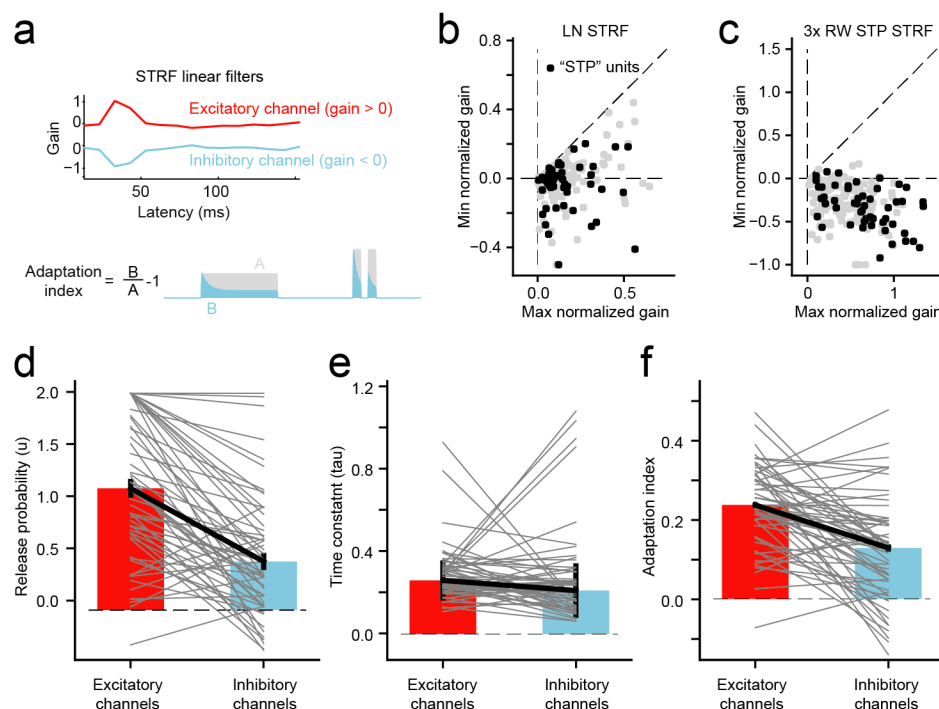 a
STRF linear filters
1
0
0
−1
Gain
Excitatory channel (gain > 0)
Inhibitory channel (gain < 0)
50
100
Latency (ms)
Adaptation
index
= B/A -1
A
B
b
LN STRF
"STP" units
0.8
0.4
0.0
−0.4
Min normalized gain
0.0
0.5
Max normalized gain
c
3x RW STP STRF
1.5
1.0
0.5
0.0
-0.5
−1.0
Min normalized gain
0
1
Max normalized gain
d
2.0
1.5
1.0
0.5
0.0
Release probability (u)
Excitatory
channels
Inhibitory
channels
e
1.2
0.8
0.4
0.0
Time constatnt (tau)
Excitatory
channels
Inhibitory
channels
f
0.4
0.2
0.0
Adaptation index
Excitatory
channels
Inhibitory
channels